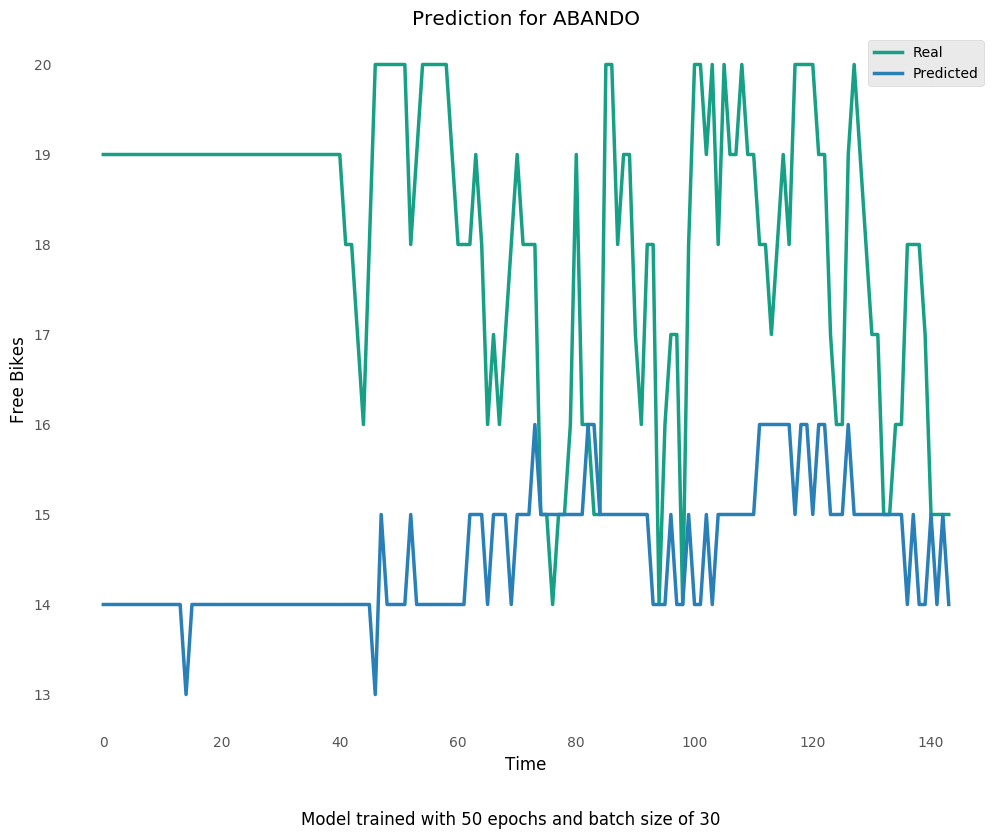 Prediction for ABANDO
Real
Predicted
20
19
18
17
16
15
14
13
Free Bikes
0 20 40 60 80 100 120 140
Time
Model trained with 50 epochs and batch size of 30